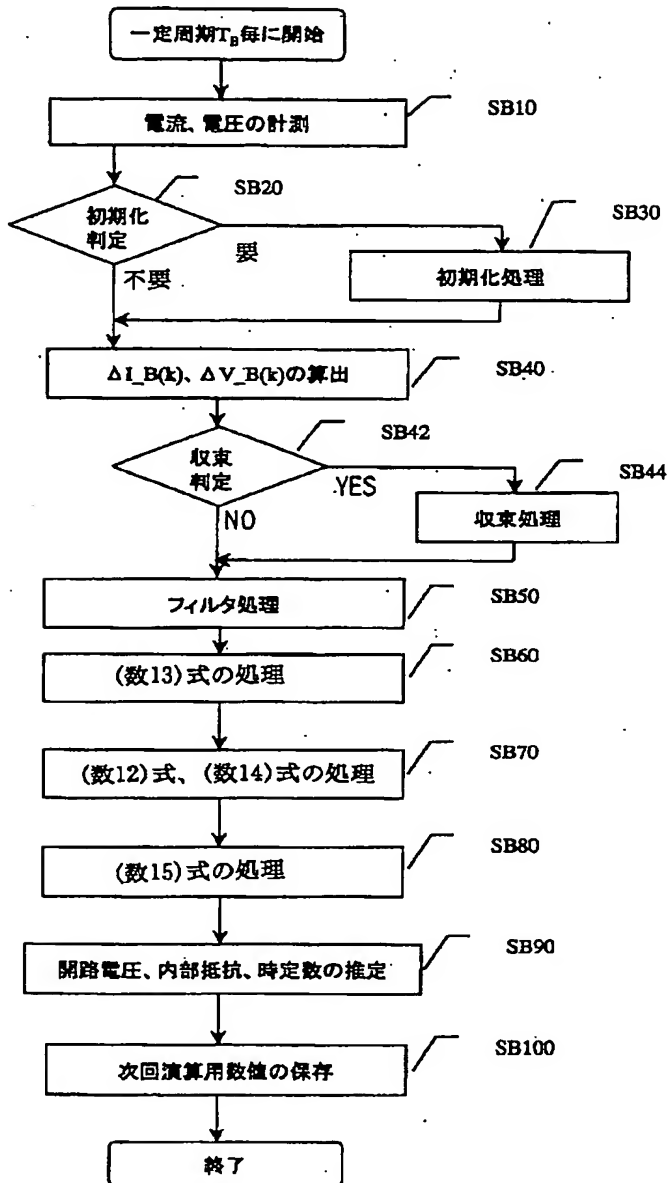 一定周期T_B毎に開始
電流、電圧の計測
SB10
SB20
初期化
判定
要
不要
SB30
初期化処理
ΔI_B(k)、ΔV_B(k)の算出
SB40
SB42
収束
判定
YES
NO
SB44
収束処理
フィルタ処理
SB50
(数13)式の処理
SB60
(数12)式、(数14)式の処理
SB70
(数15)式の処理
SB80
開路電圧、内部抵抗、時定数の推定
SB90
次回演算用数値の保存
SB100
終了